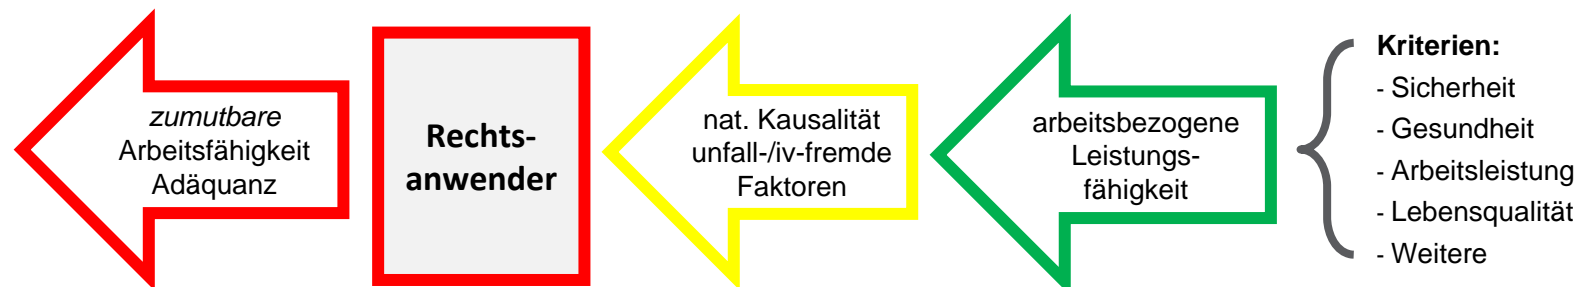 zumutbare
Arbeitsfähigkeit
Adäquanz
Rechts-
anwender
nat. Kausalität
unfall-/iv-fremde
Faktoren
arbeitsbezogene
Leistungs-
fähigkeit
Kriterien:
- Sicherheit
- Gesundheit
- Arbeitsleistung
- Lebensqualität
- Weitere